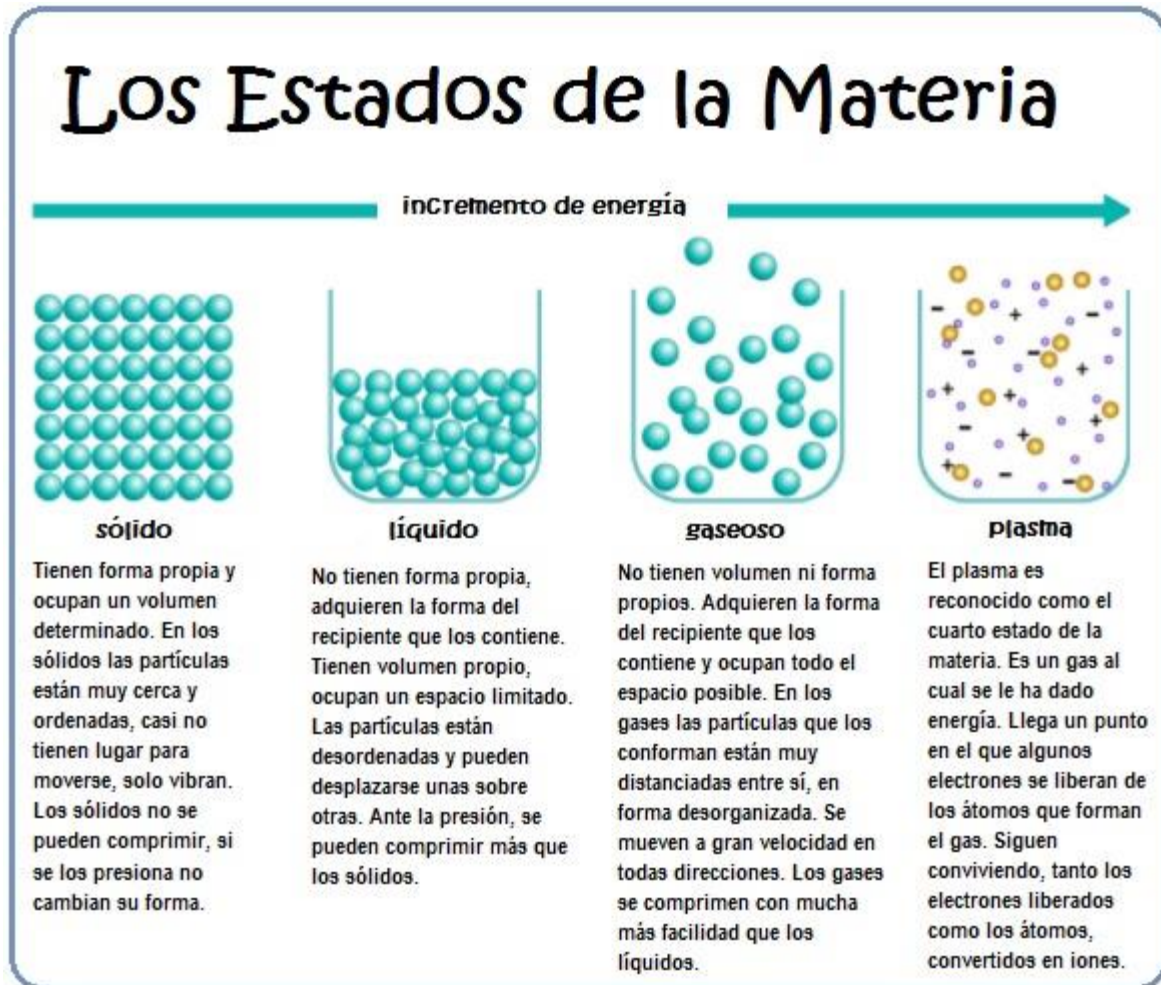 Los Estados de la Materia
incremento de energía
sólido
Tienen forma propia y
ocupan un volumen
determinado. En los
sólidos las partículas
están muy cerca y
ordenadas, casi no
tienen lugar para
moverse, solo vibran.
Los sólidos no se
pueden comprimir, si
se los presiona no
cambian su forma.
líquido
No tienen forma propia,
adquieren la forma del
recipiente que los contiene.
Tienen volumen propio,
ocupan un espacio limitado.
Las partículas están
desordenadas y pueden
desplazarse unas sobre
otras. Ante la presión, se
pueden comprimir más que
los sólidos.
gaseoso
No tienen volumen ni forma
propios. Adquieren la forma
del recipiente que los
contiene y ocupan todo el
espacio posible. En los
gases las partículas que los
conforman están muy
distanciadas entre sí, en
forma desorganizada. Se
mueven a gran velocidad en
todas direcciones. Los gases
se comprimen con mucha
más facilidad que los
líquidos.
plasma
El plasma es
reconocido como el
cuarto estado de la
materia. Es un gas al
cual se le ha dado
energía. Llega un punto
en el que algunos
electrones se liberan de
los átomos que forman
el gas. Siguen
conviviendo, tanto los
electrones liberados
como los átomos,
convertidos en iones.